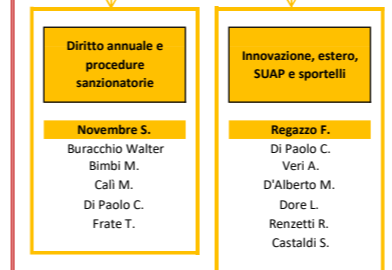 Diritto annuale e
procedure
sanzionatorie
Novembre S.
Buracchio Walter
Bimbi M.
Calì M.
Di Paolo C.
Frate T.
Innovazione, estero,
SUAP e sportelli
Regazzo F.
Di Paolo C.
Veri A.
D'Alberto M.
Dore L.
Renzetti R.
Castaldi S.